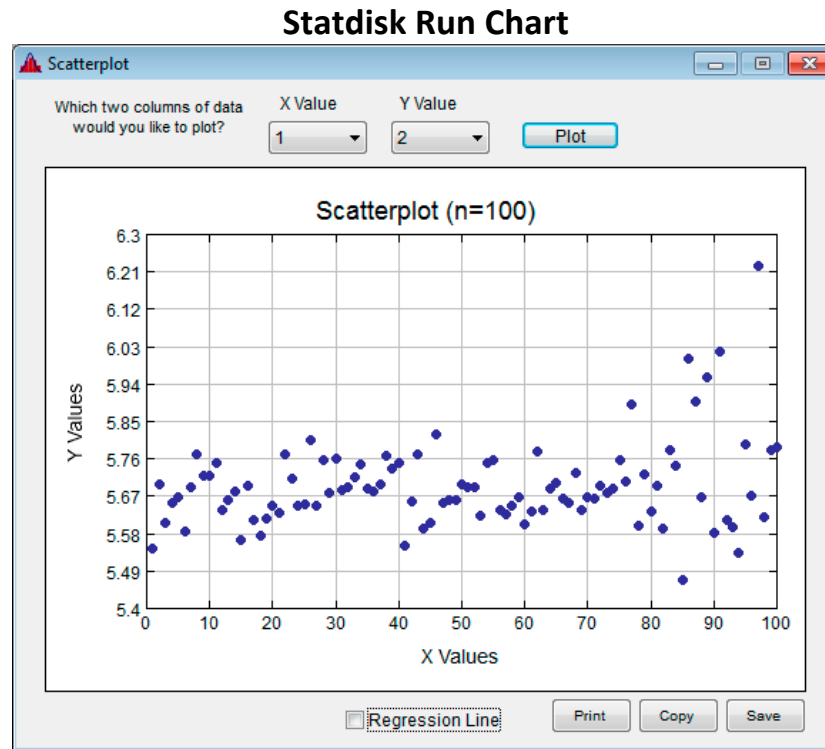 Statdisk Run Chart
Scatterplot
Which two columns of data
would you like to plot?
X Value
Y Value
1
2
Plot
Scatterplot (n=100)
6.3
6.21
6.12
6.03
5.94
5.85
5.76
5.67
5.58
5.49
5.4
Y Values
0 10 20 30 40 50 60 70 80 90 100
X Values
Regression Line
Print
Copy
Save